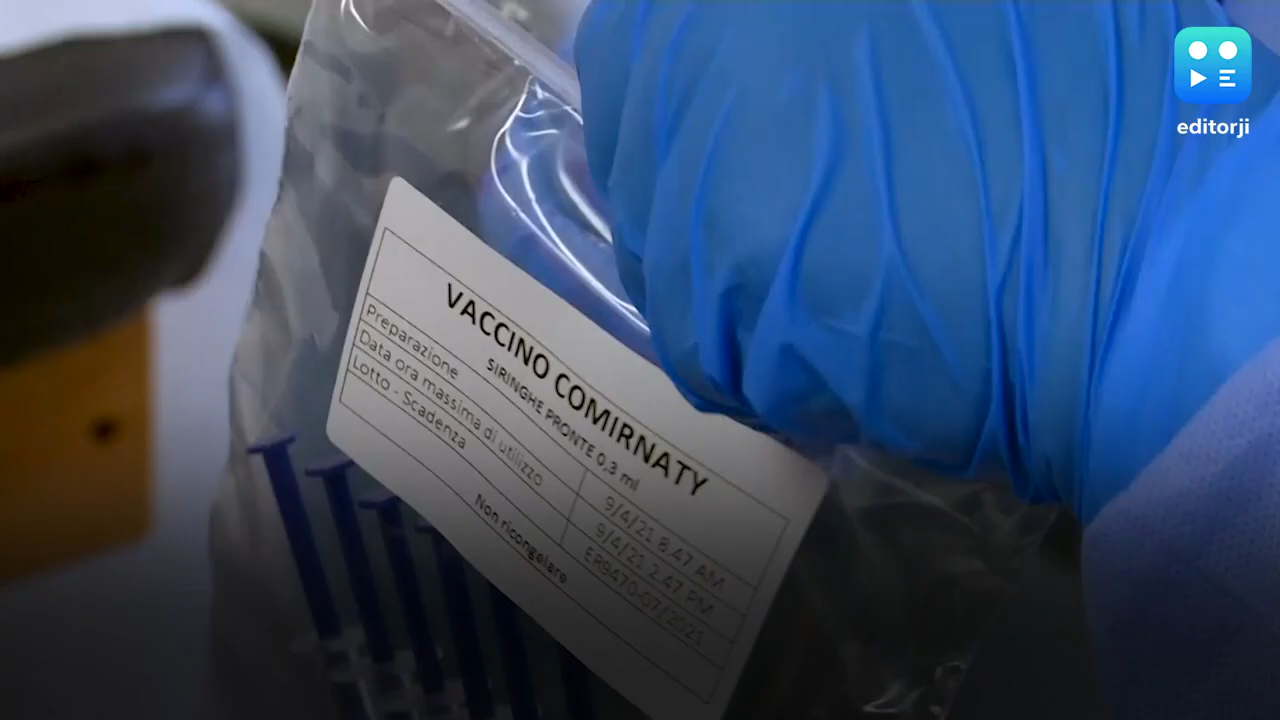 editorji
VACCINO COMIRNATY
SIRINGHE PRONTE 0,3 ml
Preparazione 9/4/21 8.47 AM
Data ora massima di utilizzo 9/4/21 2.47 PM
Lotto - Scadenza ER9470-07/2021
Non ricongelare